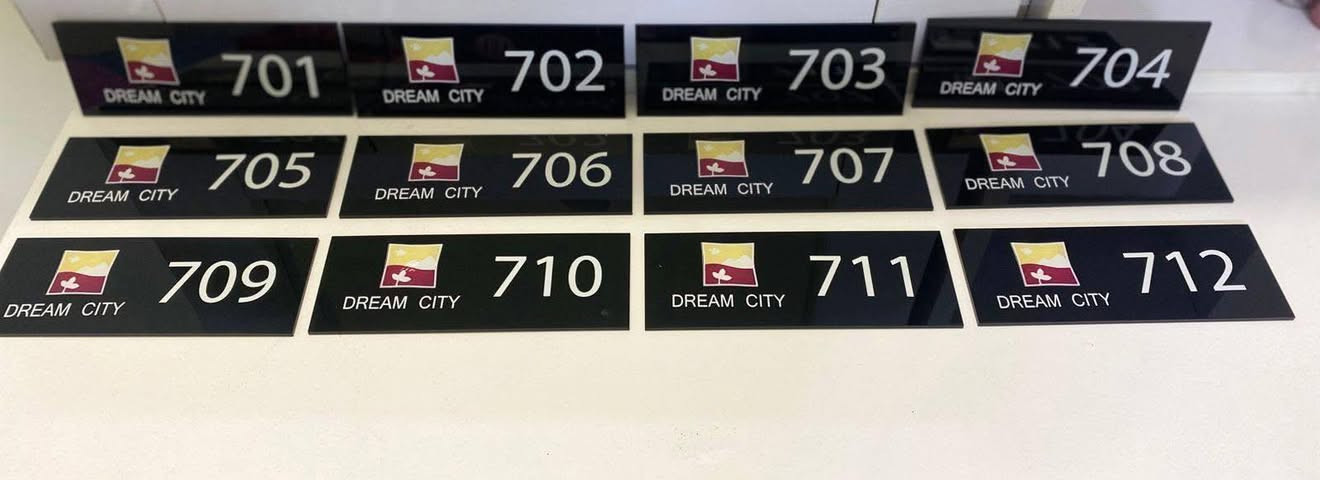 DREAM CITY 701
DREAM CITY 702
DREAM CITY 703
DREAM CITY 704
DREAM CITY 705
DREAM CITY 706
DREAM CITY 707
DREAM CITY 708
DREAM CITY 709
DREAM CITY 710
DREAM CITY 711
DREAM CITY 712